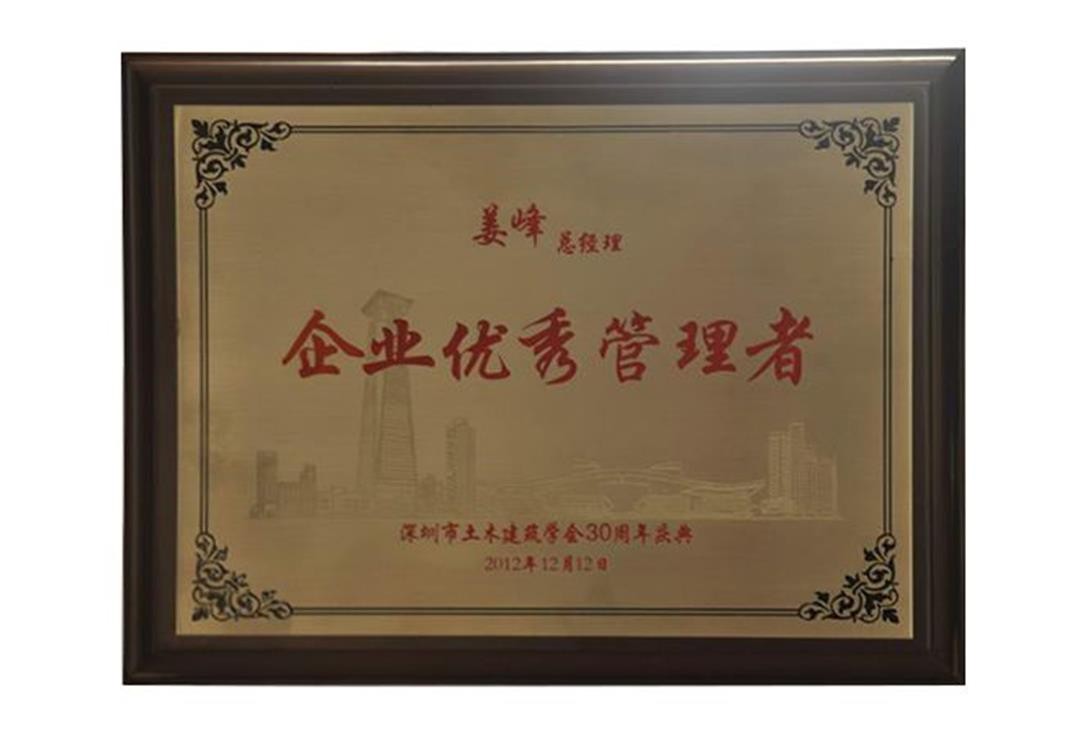 姜峰 总经理
企业优秀管理者
深圳市土木建筑学会30周年庆典
2012年12月12日